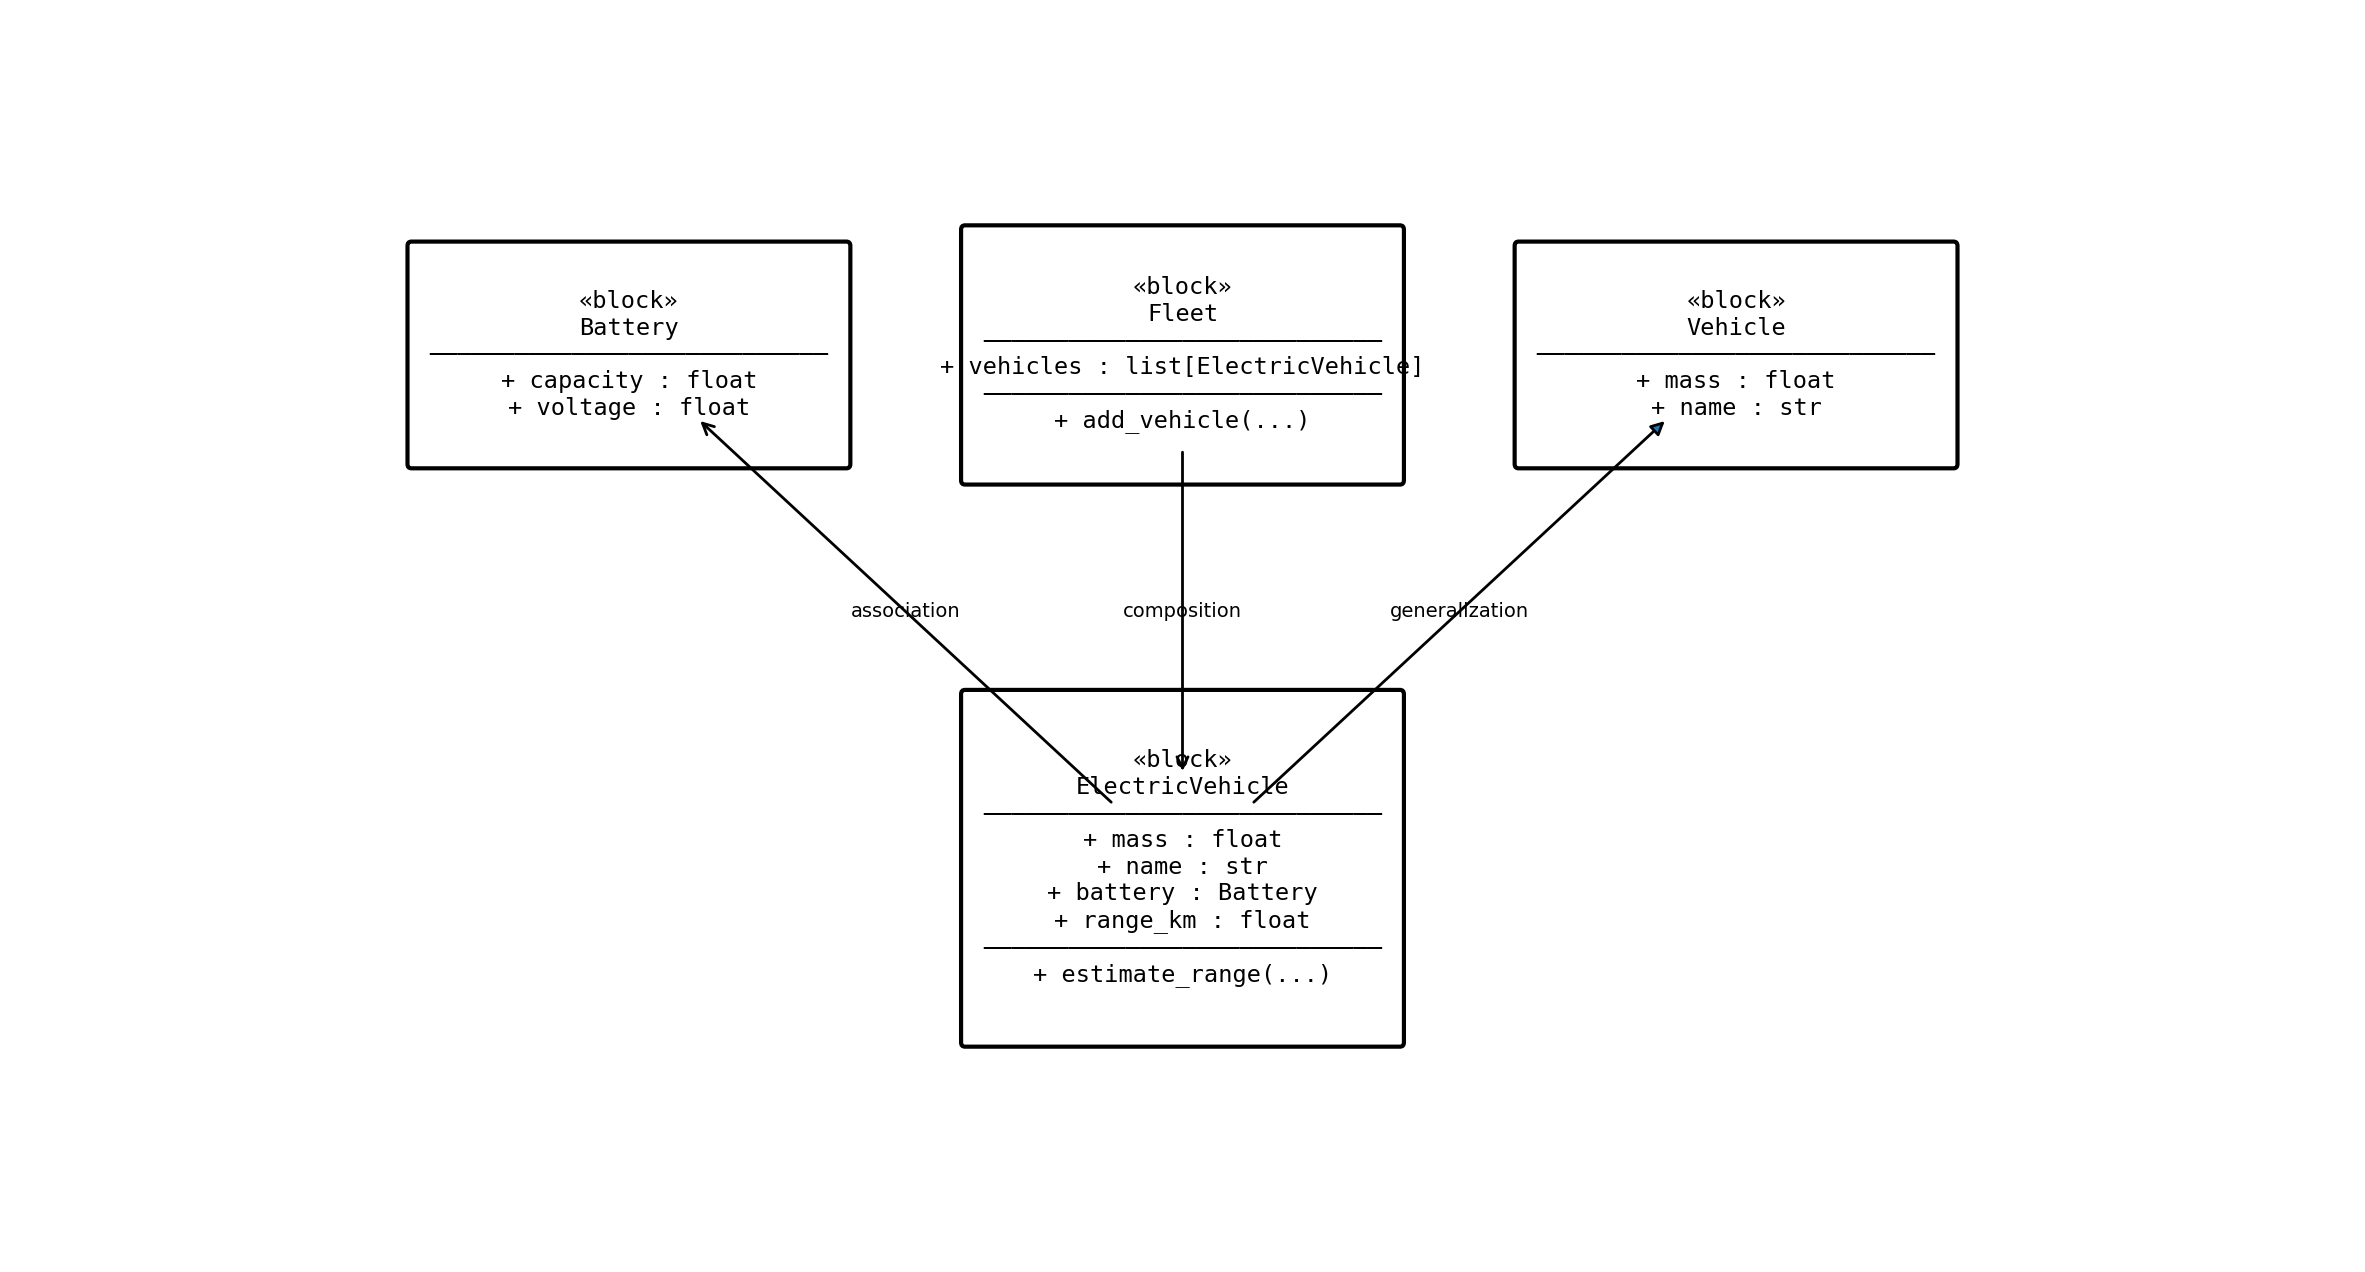 «block»
Battery
+ capacity : float
+ voltage : float
«block»
Fleet
+ vehicles : list[ElectricVehicle]
+ add_vehicle(...)
«block»
Vehicle
+ mass : float
+ name : str
association
composition
generalization
«block»
ElectricVehicle
+ mass : float
+ name : str
+ battery : Battery
+ range_km : float
+ estimate_range(...)